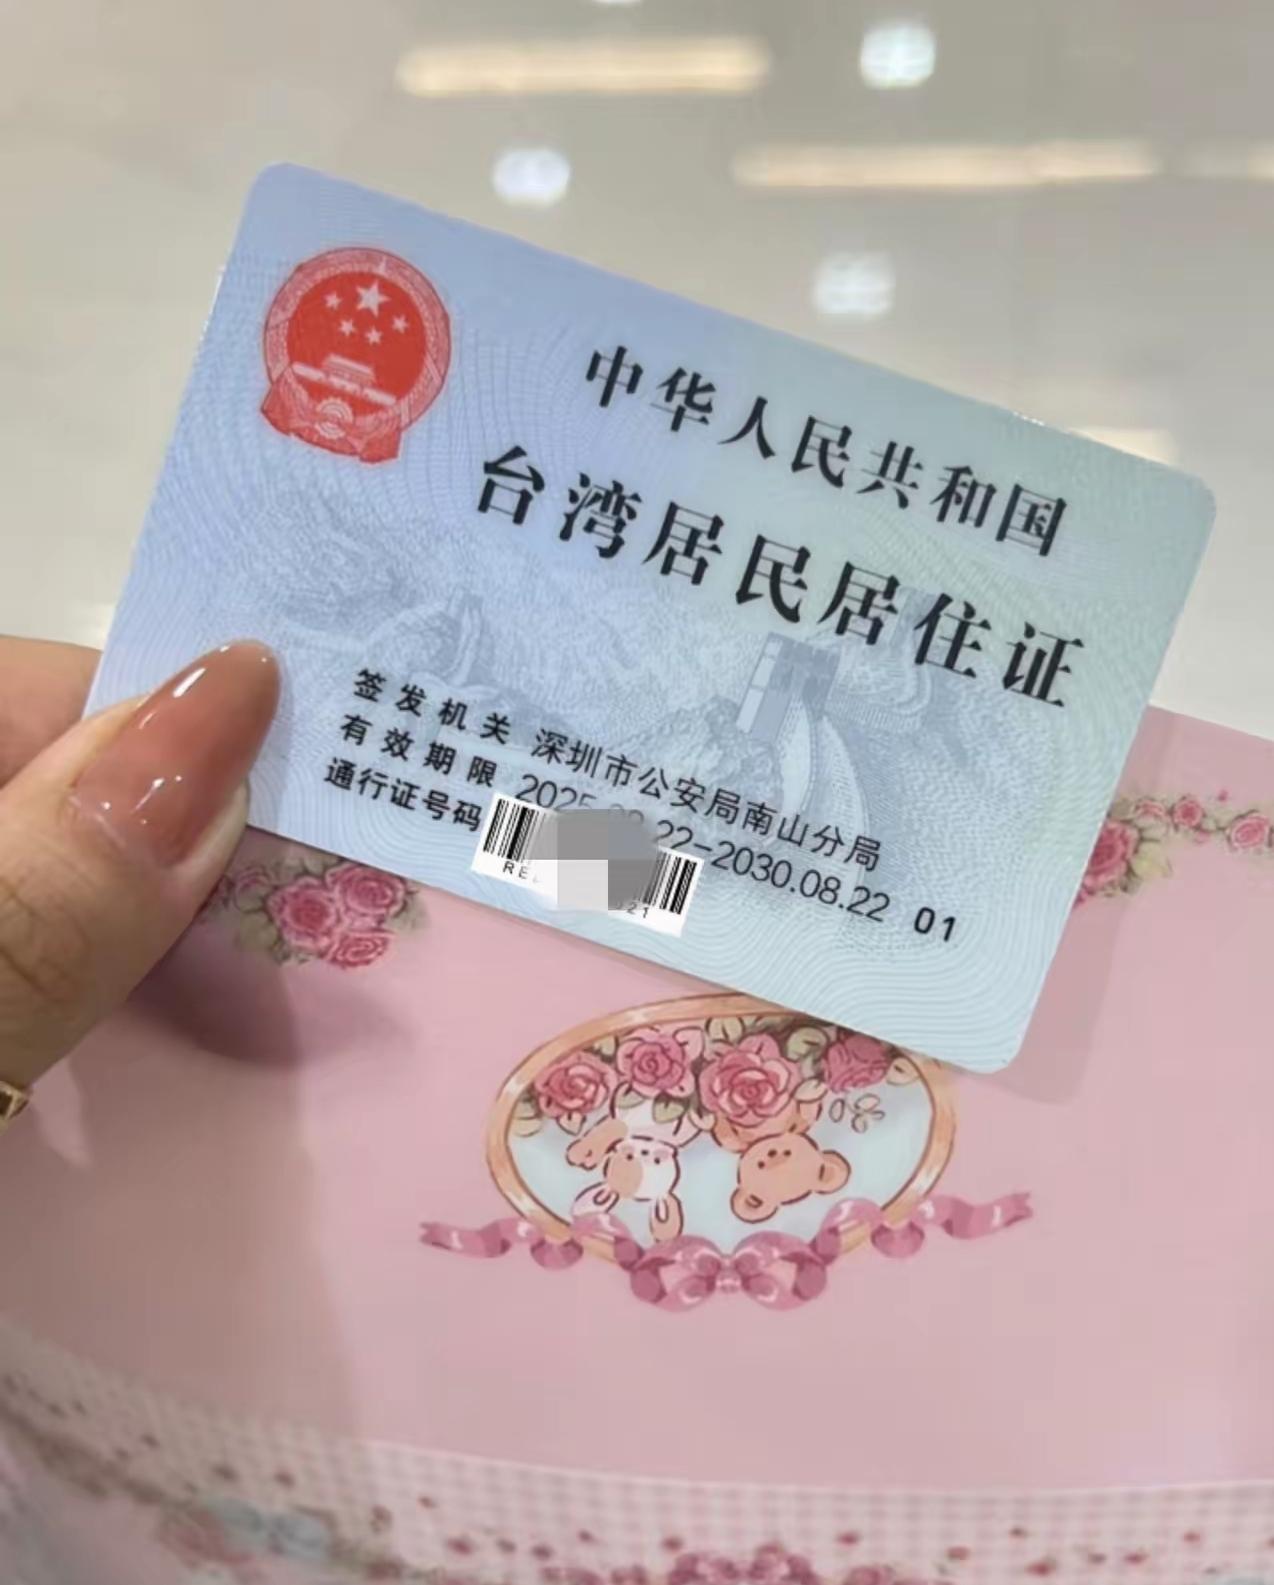 中华人民共和国
台湾居民居住证
签发机关 深圳市公安局南山分局
有效期限 2025. 22-2030.08.22
通行证号码 01